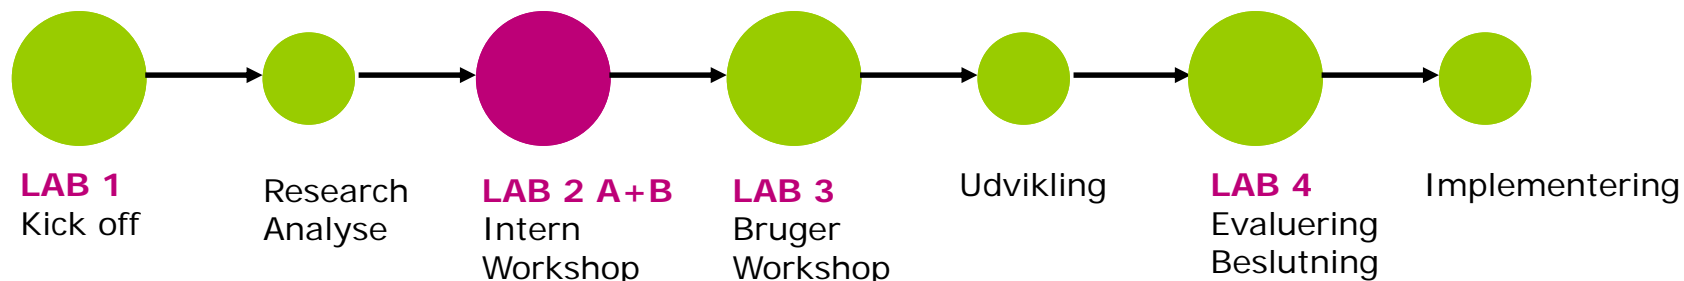 LAB 1
Kick off
Research
Analyse
LAB 2 A+B
Intern
Workshop
LAB 3
Bruger
Workshop
Udvikling
LAB 4
Evaluering
Beslutning
Implementering